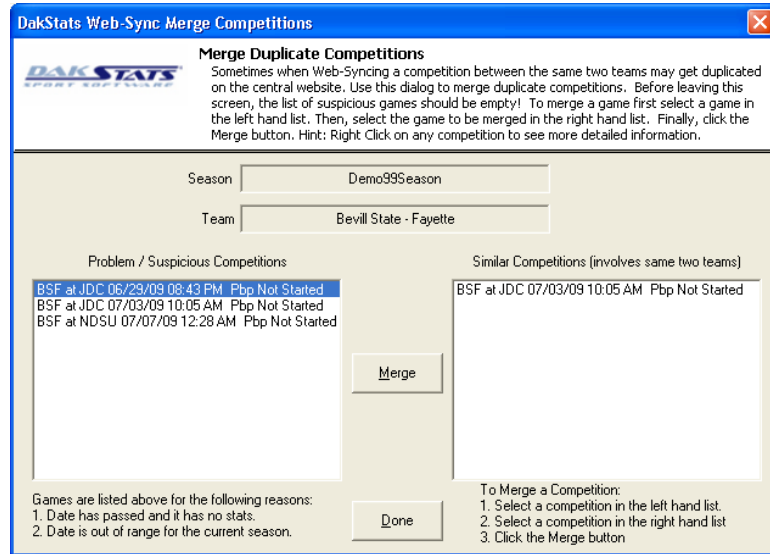 DakStats Web-Sync Merge Competitions
DAKSTATS
SPORT SOFTWARE
Merge Duplicate Competitions
Sometimes when Web-Syncing a competition between the same two teams may get duplicated
on the central website. Use this dialog to merge duplicate competitions. Before leaving this
screen, the list of suspicious games should be empty! To merge a game first select a game in
the left hand list. Then, select the game to be merged in the right hand list. Finally, click the
Merge button. Hint: Right Click on any competition to see more detailed information.
Season
Demo99Season
Team
Bevill State - Fayette
Problem / Suspicious Competitions
BSF at JDC 06/29/09 08:43 PM Pbp Not Started
BSF at JDC 07/03/09 10:05 AM Pbp Not Started
BSF at NDSU 07/07/09 12:28 AM Pbp Not Started
Merge
Similar Competitions (involves same two teams)
BSF at JDC 07/03/09 10:05 AM Pbp Not Started
Games are listed above for the following reasons:
1. Date has passed and it has no stats.
2. Date is out of range for the current season.
Done
To Merge a Competition:
1. Select a competition in the left hand list.
2. Select a competition in the right hand list
3. Click the Merge button